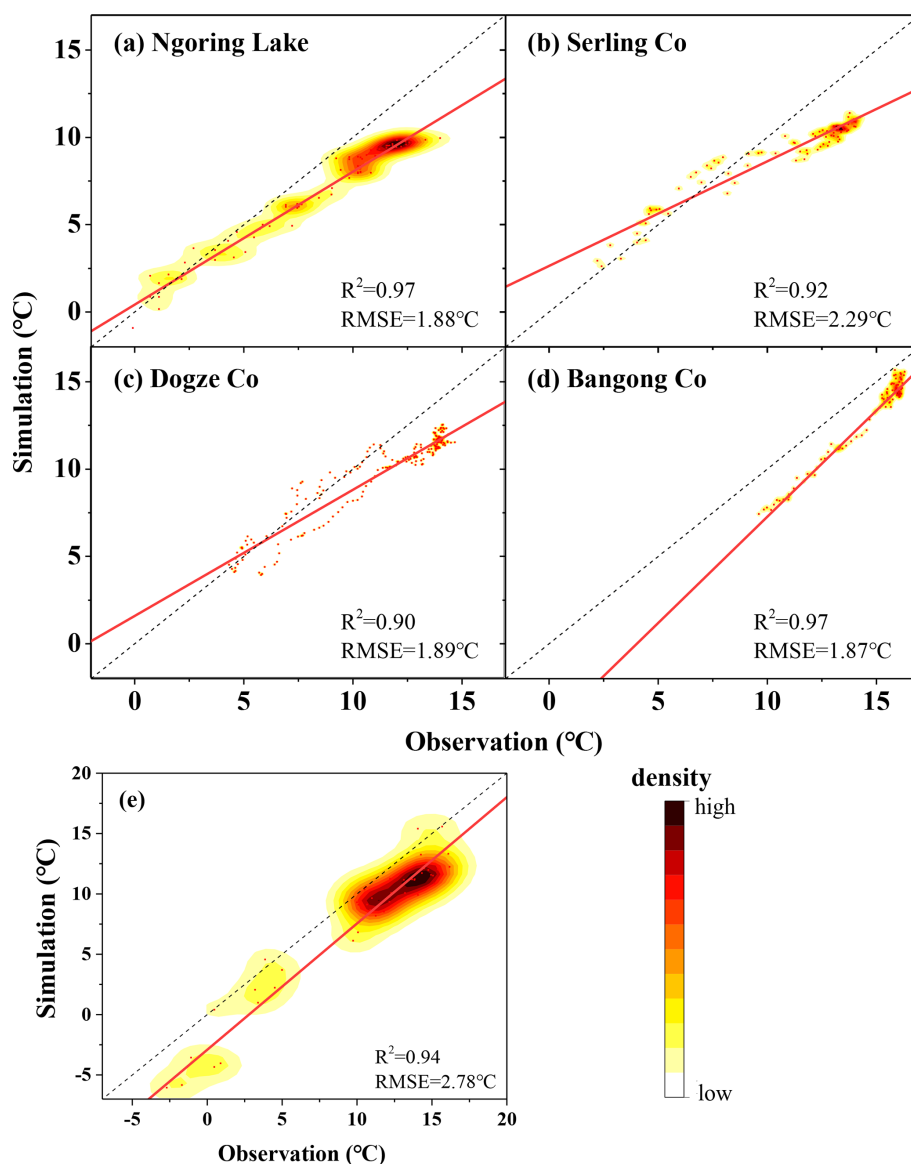 (a) Ngoring Lake
(b) Serling Co
15
10
5
0
R²=0.97
RMSE=1.88℃
R²=0.92
RMSE=2.29℃
Simulation (℃)
(c) Dogze Co
(d) Bangong Co
15
10
5
0
R²=0.90
RMSE=1.89℃
R²=0.97
RMSE=1.87℃
0 5 10 15 0 5 10 15
Observation (℃)
(e)
20
15
10
5
0
-5
Simulation (℃)
R²=0.94
RMSE=2.78℃
-5 0 5 10 15 20
Observation (℃)
density
high
low